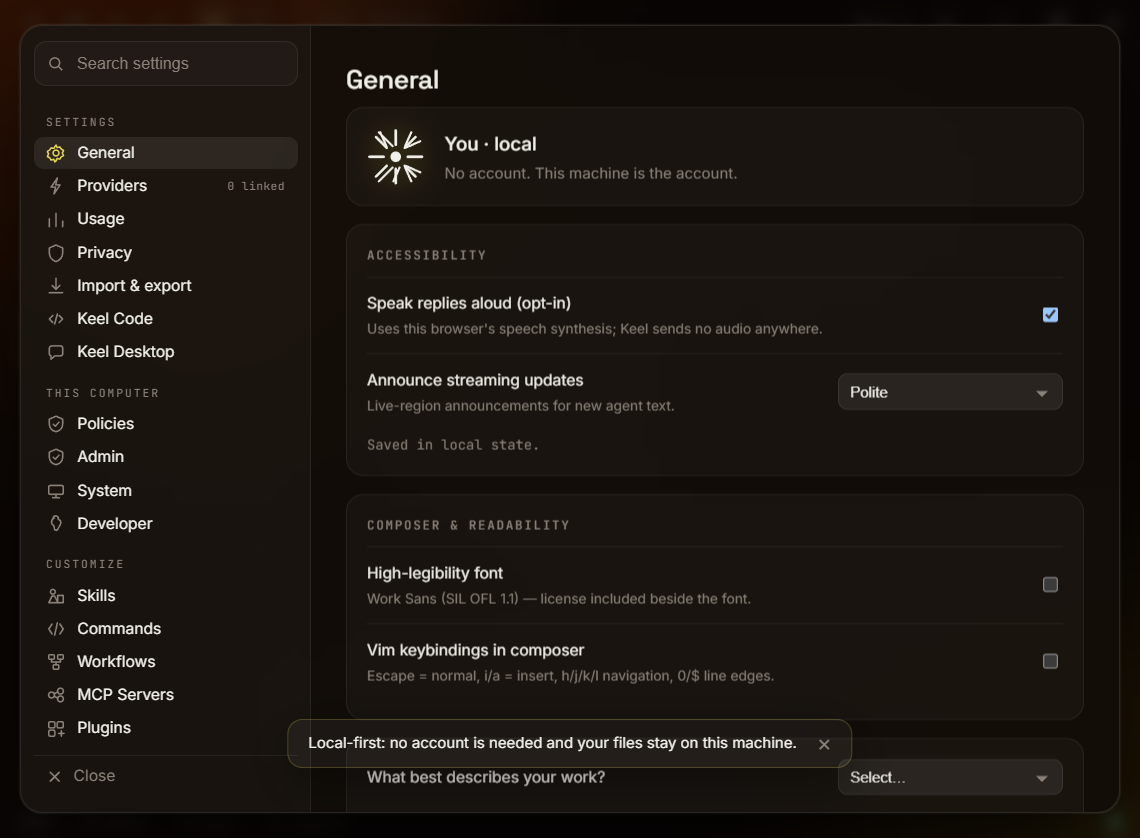 Search settings
SETTINGS
General
Providers 0 linked
Usage
Privacy
Import & export
Keel Code
Keel Desktop
THIS COMPUTER
Policies
Admin
System
Developer
CUSTOMIZE
Skills
Commands
Workflows
MCP Servers
Plugins
Close
General
You · local
No account. This machine is the account.
ACCESSIBILITY
Speak replies aloud (opt-in)
Uses this browser's speech synthesis; Keel sends no audio anywhere.
Announce streaming updates
Polite
Live-region announcements for new agent text.
Saved in local state.
COMPOSER & READABILITY
High-legibility font
Work Sans (SIL OFL 1.1) — license included beside the font.
Vim keybindings in composer
Escape = normal, i/a = insert, h/j/k/l navigation, 0/$ line edges.
Local-first: no account is needed and your files stay on this machine.
What best describes your work?
Select...